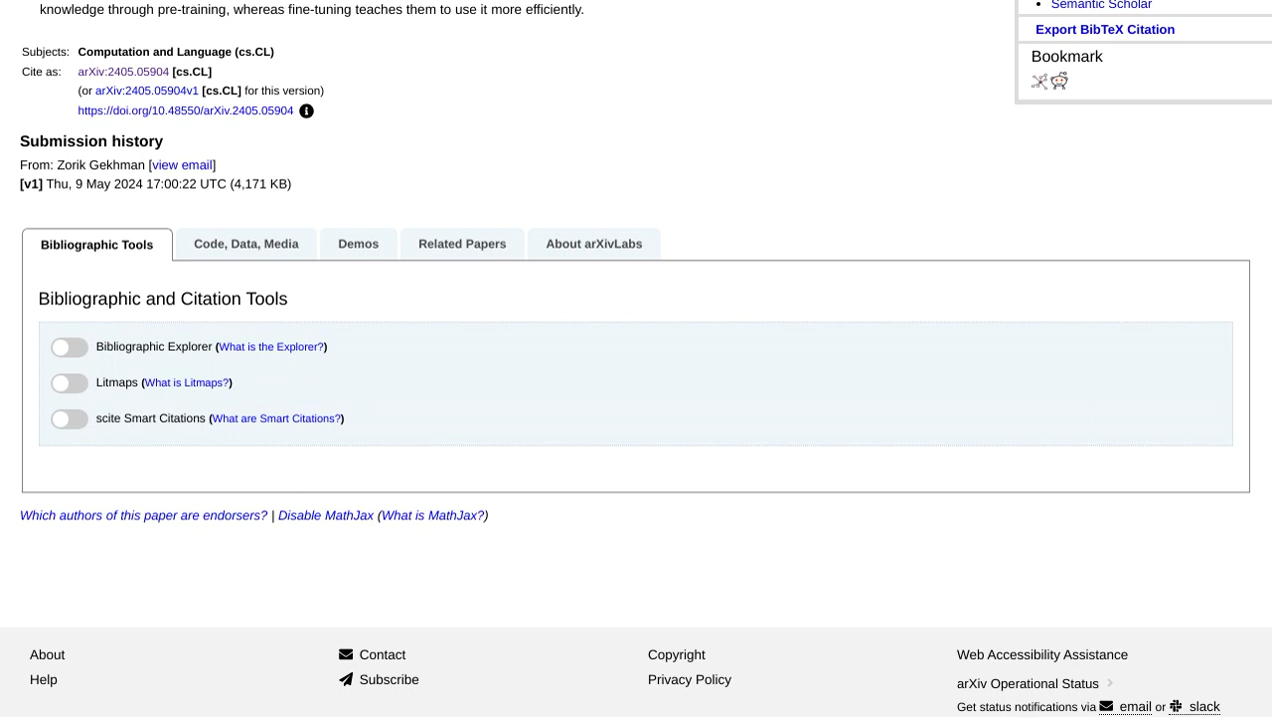 knowledge through pre-training, whereas fine-tuning teaches them to use it more efficiently.
Semantic Scholar
Export BibTeX Citation
Bookmark
Subjects: Computation and Language (cs.CL)
Cite as: arXiv:2405.05904 [cs.CL]
(or arXiv:2405.05904v1 [cs.CL] for this version)
https://doi.org/10.48550/arXiv.2405.05904
Submission history
From: Zorik Gekhman [view email]
[v1] Thu, 9 May 2024 17:00:22 UTC (4,171 KB)
Bibliographic Tools
Code, Data, Media
Demos
Related Papers
About arXivLabs
Bibliographic and Citation Tools
Bibliographic Explorer (What is the Explorer?)
Litmaps (What is Litmaps?)
scite Smart Citations (What are Smart Citations?)
Which authors of this paper are endorsers? | Disable MathJax (What is MathJax?)
About
Help
Contact
Subscribe
Copyright
Privacy Policy
Web Accessibility Assistance
arXiv Operational Status
Get status notifications via email or slack